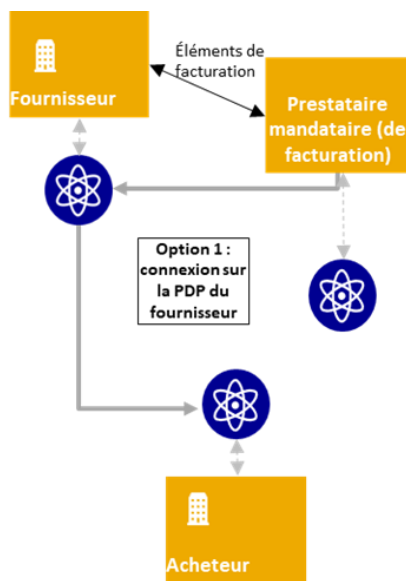 Éléments de
facturation
Fournisseur
Prestataire
mandataire (de
facturation)
Option 1 :
connexion sur
la PDP du
fournisseur
Acheteur